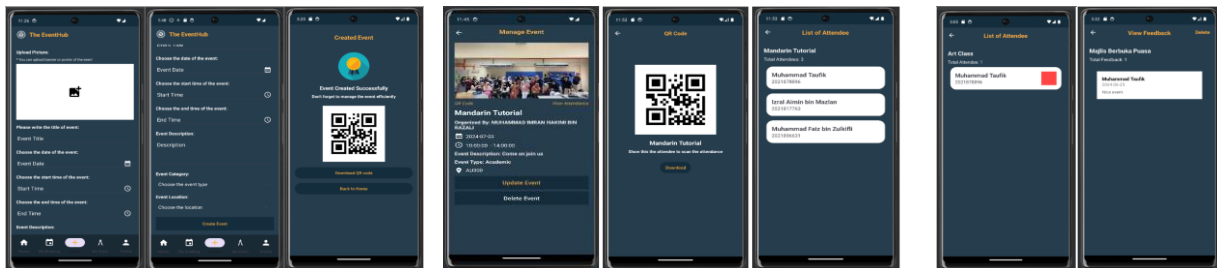 The EventHub
Upload Picture:
Please write the title of event:
Event Title
Choose the date of the event:
Event Date
Choose the start time of the event:
Start Time
Choose the end time of the event:
End Time
Event Description
The EventHub
Choose the date of the event:
Event Date
Choose the start time of the event:
Start Time
Choose the end time of the event:
End Time
Event Description:
Description
Event Category:
Choose the event type
Event Location:
Choose the location
Create Event
Created Event
Event Created Successfully
Don't forget to manage the event efficiently
Download QR code
Back to Home
11:49
Manage Event
QR Code
View Attendance
Mandarin Tutorial
Organized By: MUHAMMAD IMRAN HAKIMI BIN
RAZALI
2024-07-03
10:00:00 - 14:00:00
Event Description: Come on join us
Event Type: Academic
Update Event
Delete Event
QR Code
Mandarin Tutorial
Share this the attendee to scan the attendance
Download
List of Attendee
Mandarin Tutorial
Total Attendees: 3
Muhammad Taufik
Izrol Aimin bin Mazlan
Muhammad Faiz bin Zulkifli
List of Attendee
Art Class
Total Attendee: 1
Muhammad Taufik
View Feedback
Delete
Majlis Berbuka Puasa
Total Feedback: 1
Muhammad Taufik
Nice event